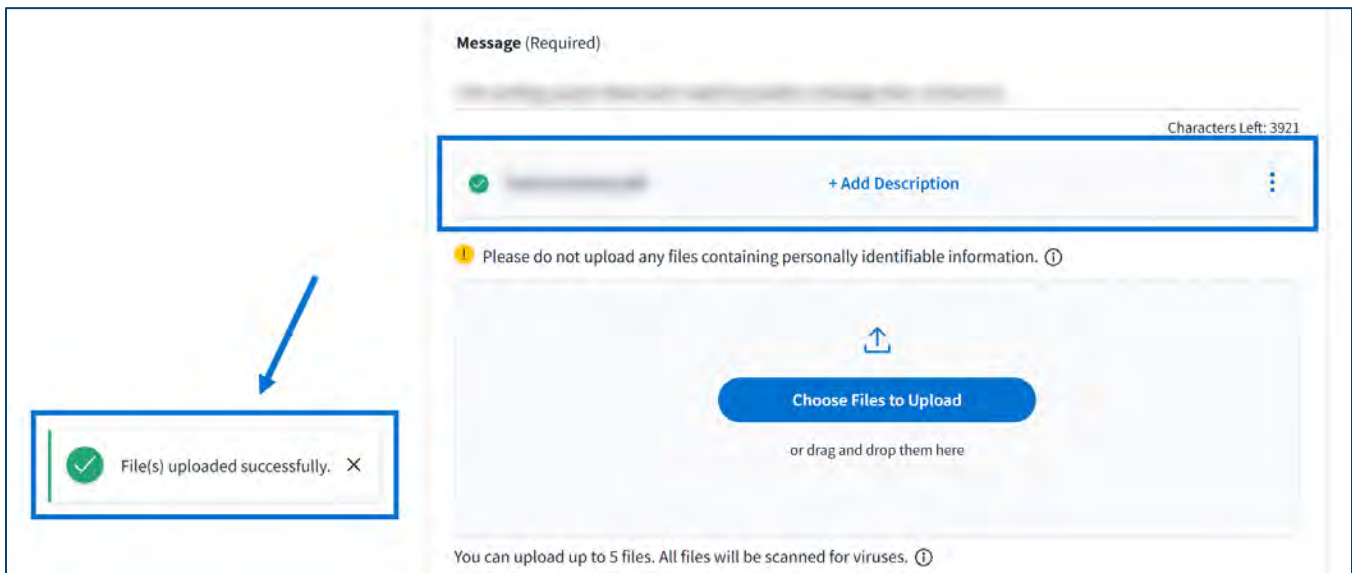 Message (Required)
Characters Left: 3921
+ Add Description
Please do not upload any files containing personally identifiable information.
Choose Files to Upload
or drag and drop them here
File(s) uploaded successfully.
You can upload up to 5 files. All files will be scanned for viruses.